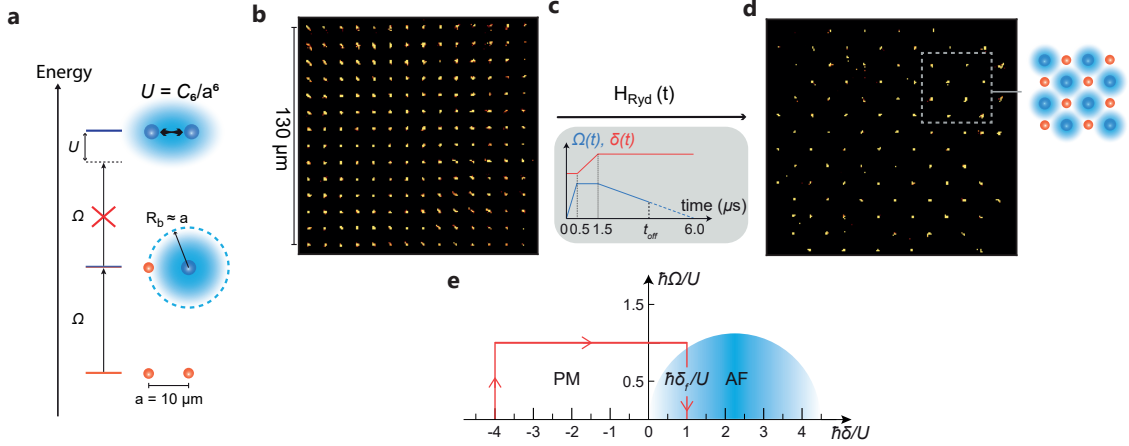 a
Energy
U = C₆/a⁶
U
Ω
R_b ≈ a
Ω
a = 10 µm
b
130 µm
c
H_Ryd (t)
Ω(t), δ(t)
time (µs)
0 0.5 1.5 t_off 6.0
d
e
ħΩ/U
1.5
PM
ħδ_f/U
AF
0.5
-4 -3 -2 -1 0 1 2 3 4
ħδ/U